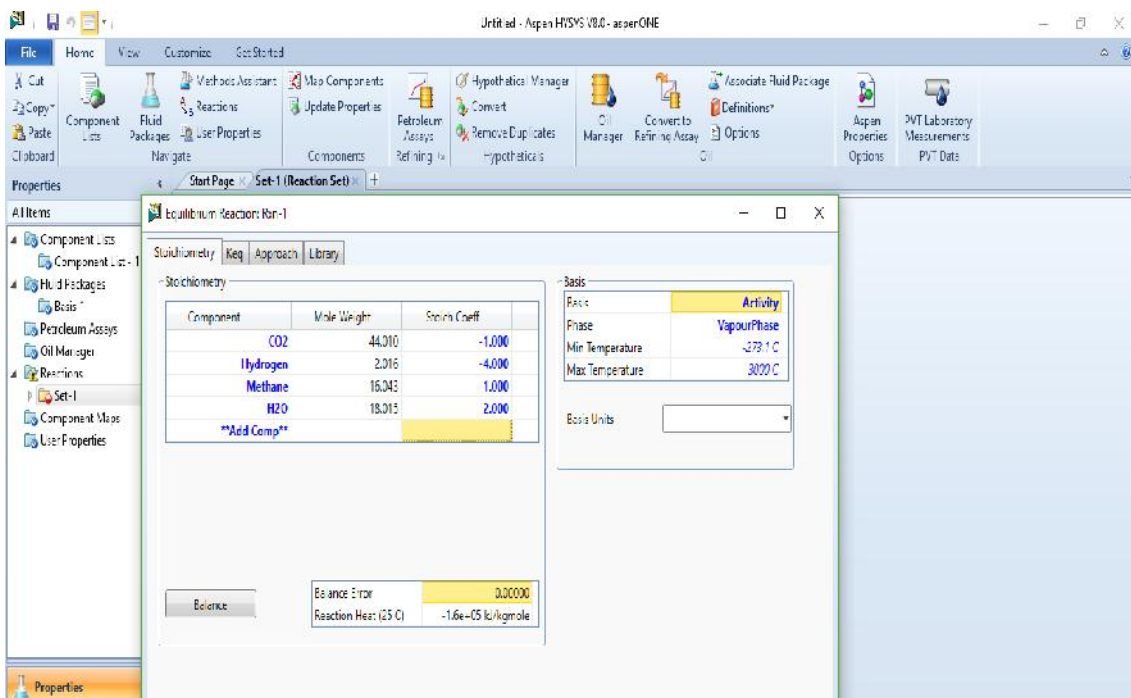 Untitled - Aspen HYSYS V8.0 - aspenONE
File Home View Customize Get Started
Cut
Copy
Paste
Clipboard
Component Lists
Fluid Packages
Methods Assistant
Reactions
User Properties
Navigate
Map Components
Update Properties
Components
Petroleum Assays
Refining
Hypothetical Manager
Convert
Remove Duplicates
Hypotheticals
Oil Manager
Convert to Refining Assay
Associate Fluid Package
Definitions
Options
Oil
Aspen Properties
Options
PVT Laboratory Measurements
PVT Data
Properties
Start Page Set-1 (Reaction Set) +
All Items
Component Lists
Component List - 1
Fluid Packages
Basis
Petroleum Assays
Oil Manager
Reactions
Set-1
Component Maps
User Properties
Properties
Equilibrium Reaction: Rxn-1
Stoichiometry Keq Approach Library
Stoichiometry
Component Mole Weight Stoich Coeff
CO2 44.010 -1.000
Hydrogen 2.016 -4.000
Methane 16.043 1.000
H2O 18.015 2.000
**Add Comp**
Balance
Balance Error 0.00000
Reaction Heat (25 C) -1.6e+05 kJ/kgmole
Basis
Basis Activity
Phase VapourPhase
Min Temperature -273.1 C
Max Temperature 3000 C
Basis Units